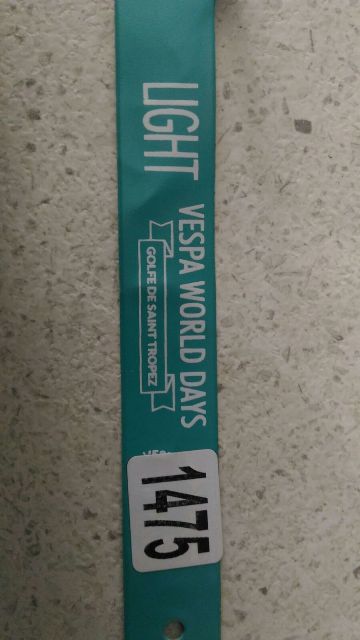 LIGHT
VESPA WORLD DAYS
GOLFE DE SAINT TROPEZ
1475